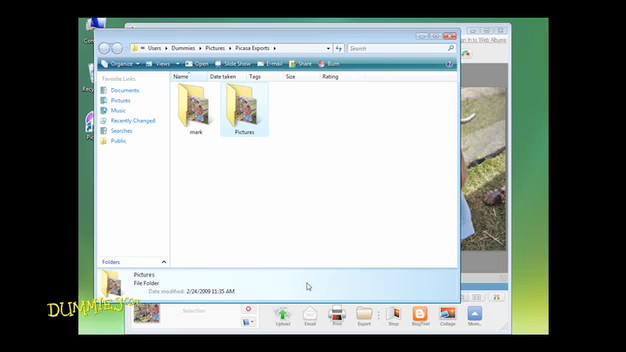 Users
Dummies
Pictures
Picasa Exports
Search
Organize
Views
Open
Slide Show
E-mail
Share
Burn
Name
Date taken
Tags
Size
Rating
Favorite Links
Documents
Pictures
Music
Recently Changed
Searches
Public
mark
Pictures
Folders
Pictures
File Folder
Date modified: 2/24/2009 11:35 AM
Selection
Upload
Email
Print
Export
Shop
BlogThis!
Collage
More...